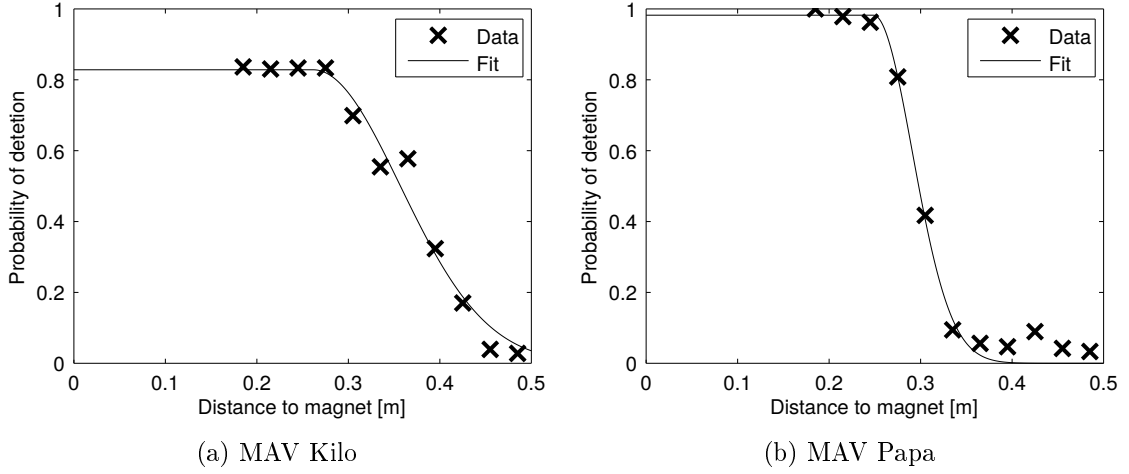 1
0.8
0.6
0.4
0.2
0
0
0.1
0.2
0.3
0.4
0.5
Probability of detetion
Distance to magnet [m]
Data
Fit
(a) MAV Kilo
1
0.8
0.6
0.4
0.2
0
0
0.1
0.2
0.3
0.4
0.5
Probability of detetion
Distance to magnet [m]
Data
Fit
(b) MAV Papa